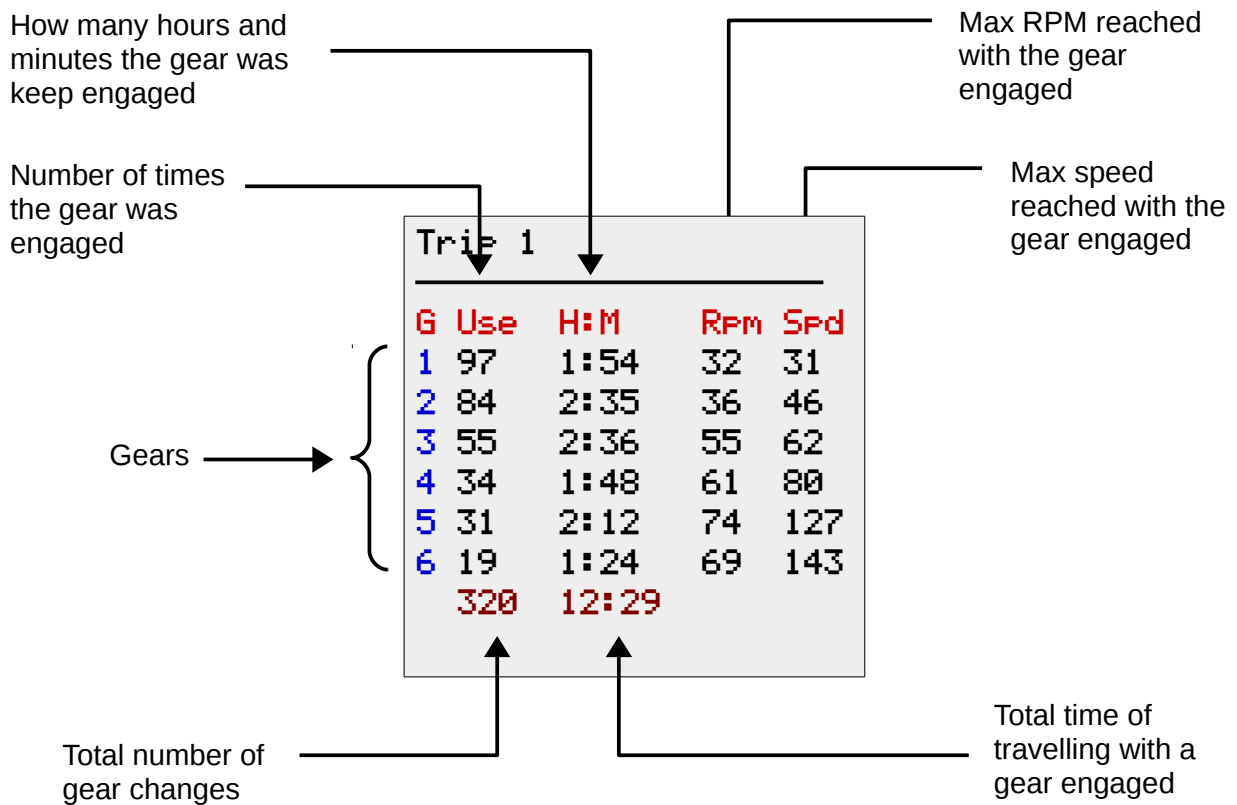 How many hours and
minutes the gear was
keep engaged
Max RPM reached
with the gear
engaged
Number of times
the gear was
engaged
Max speed
reached with the
gear engaged
Trip 1
G Use H:M Rpm Spd
1 97 1:54 32 31
2 84 2:35 36 46
3 55 2:36 55 62
4 34 1:48 61 80
5 31 2:12 74 127
6 19 1:24 69 143
320 12:29
Gears
Total number of
gear changes
Total time of
travelling with a
gear engaged